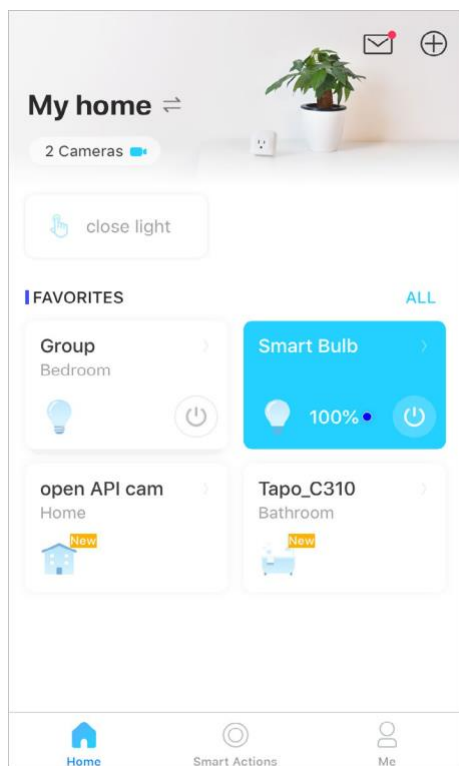 My home
2 Cameras
close light
FAVORITES
ALL
Group
Bedroom
Smart Bulb
100%
open API cam
Home
New
Tapo_C310
Bathroom
New
Home
Smart Actions
Me